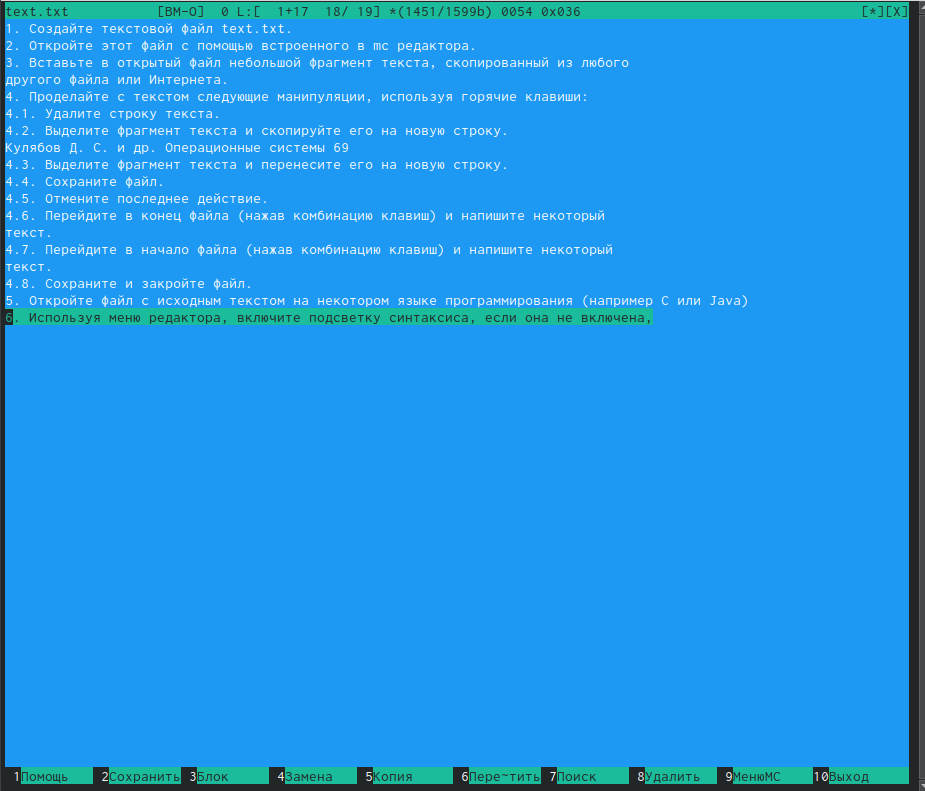 text.txt [BM-O] 0 L:[ 1+17 18/ 19] *(1451/1599b) 0054 0x036 [*][X]
1. Создайте текстовой файл text.txt.
2. Откройте этот файл с помощью встроенного в mc редактора.
3. Вставьте в открытый файл небольшой фрагмент текста, скопированный из любого
другого файла или Интернета.
4. Проделайте с текстом следующие манипуляции, используя горячие клавиши:
4.1. Удалите строку текста.
4.2. Выделите фрагмент текста и скопируйте его на новую строку.
Кулябов Д. С. и др. Операционные системы 69
4.3. Выделите фрагмент текста и перенесите его на новую строку.
4.4. Сохраните файл.
4.5. Отмените последнее действие.
4.6. Перейдите в конец файла (нажав комбинацию клавиш) и напишите некоторый
текст.
4.7. Перейдите в начало файла (нажав комбинацию клавиш) и напишите некоторый
текст.
4.8. Сохраните и закройте файл.
5. Откройте файл с исходным текстом на некотором языке программирования (например C или Java)
6. Используя меню редактора, включите подсветку синтаксиса, если она не включена,
1Помощь 2Сохранить 3Блок 4Замена 5Копия 6Пере~тить 7Поиск 8Удалить 9МенюMC 10Выход